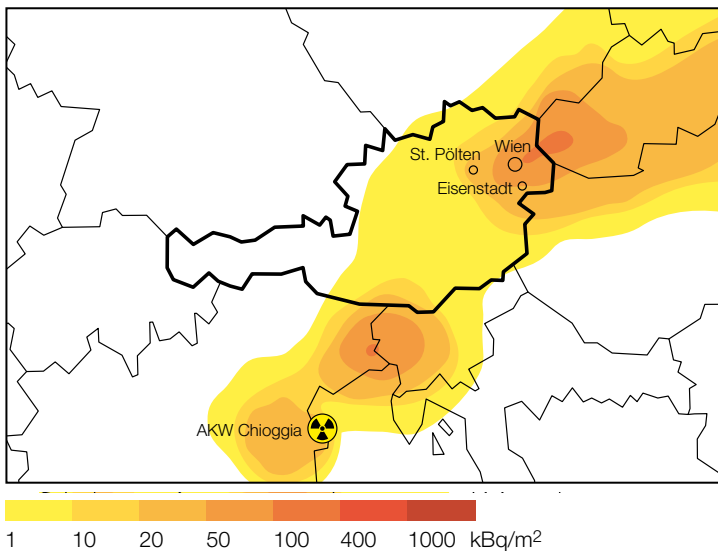 St. Pölten
Wien
Eisenstadt
AKW Chioggia
1 10 20 50 100 400 1000 kBq/m²